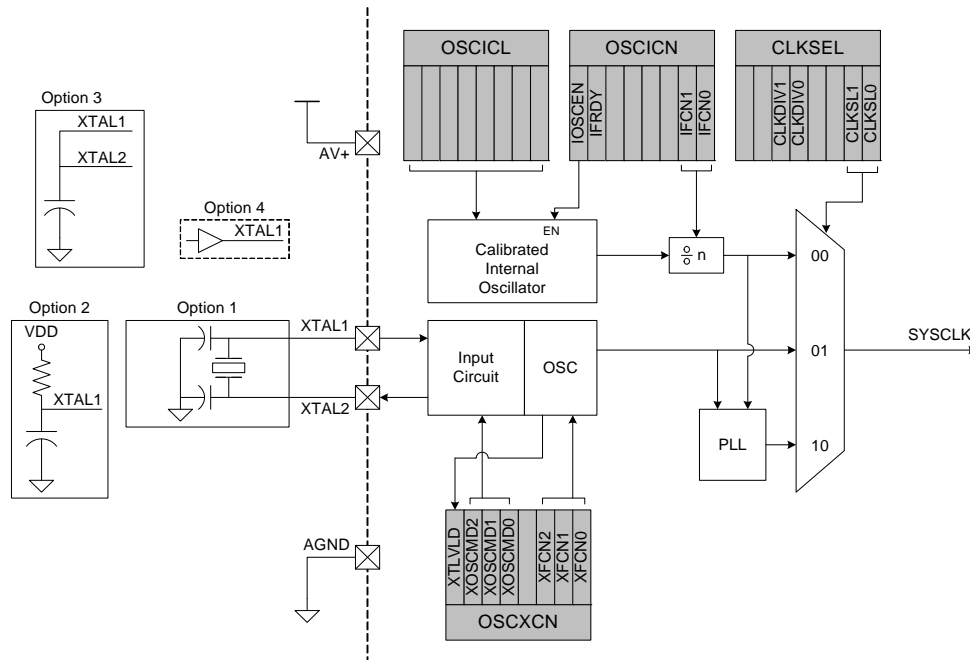 OSCICL
OSCICN
CLKSEL
IOSCEN
IFRDY
IFCN1
IFCN0
CLKDIV1
CLKDIV0
CLKSL1
CLKSL0
Option 3
XTAL1
XTAL2
AV+
Option 4
XTAL1
EN
Calibrated
Internal
Oscillator
n
00
Option 2
VDD
XTAL1
Option 1
XTAL1
XTAL2
Input
Circuit
OSC
01
SYSCLK
PLL
10
AGND
XTLVLD
XOSCMD2
XOSCMD1
XOSCMD0
XFCN2
XFCN1
XFCN0
OSCXCN